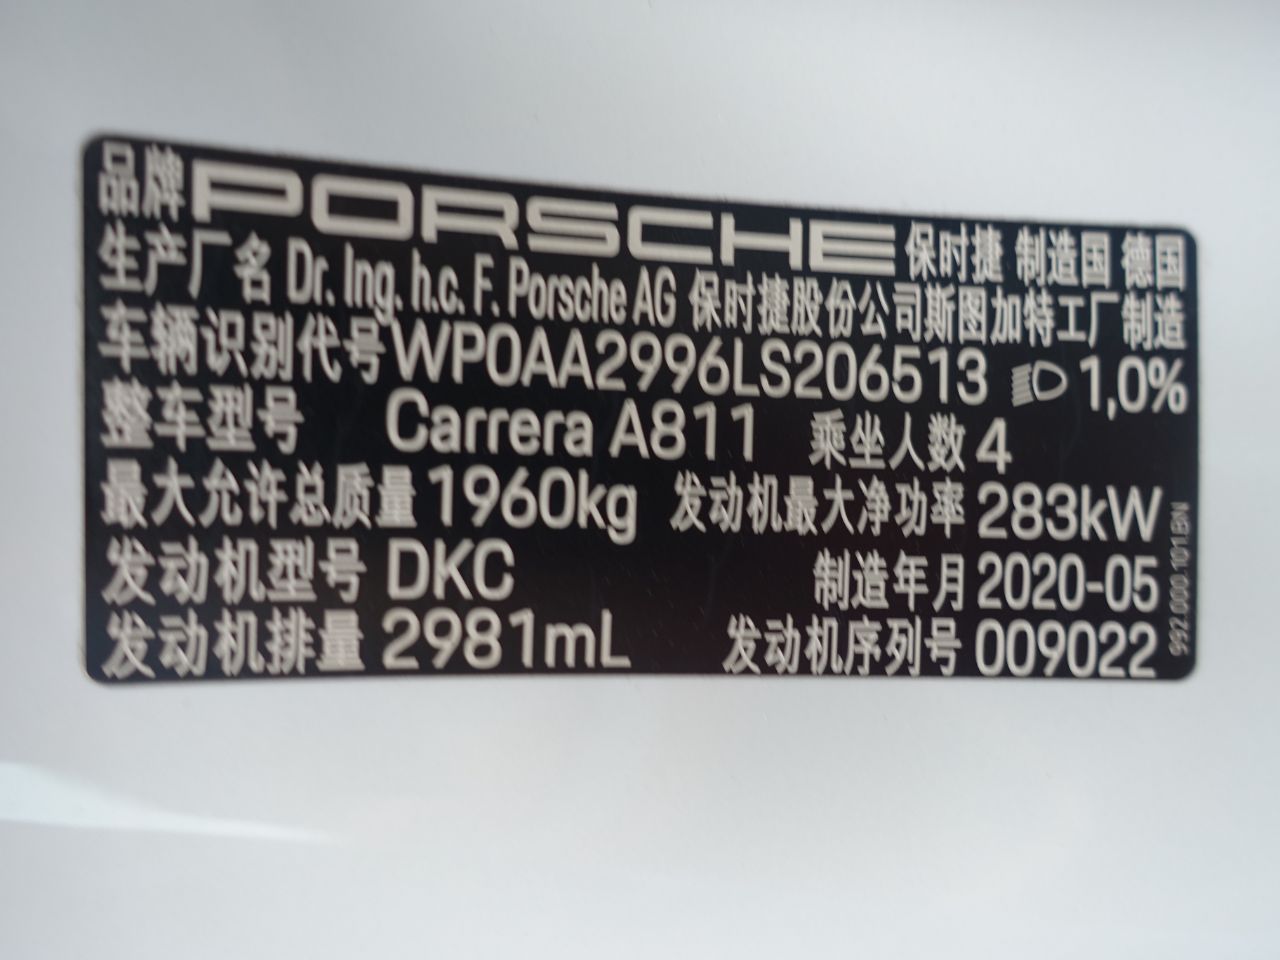 品牌 PORSCHE 保时捷 制造国 德国
生产厂名 Dr. Ing. h.c. F. Porsche AG 保时捷股份公司斯图加特工厂制造
车辆识别代号 WP0AA2996LS206513 1,0%
整车型号 Carrera A811 乘坐人数 4
最大允许总质量 1960kg 发动机最大净功率 283kW
发动机型号 DKC 制造年月 2020-05
发动机排量 2981mL 发动机序列号 009022
992.000.101.BN